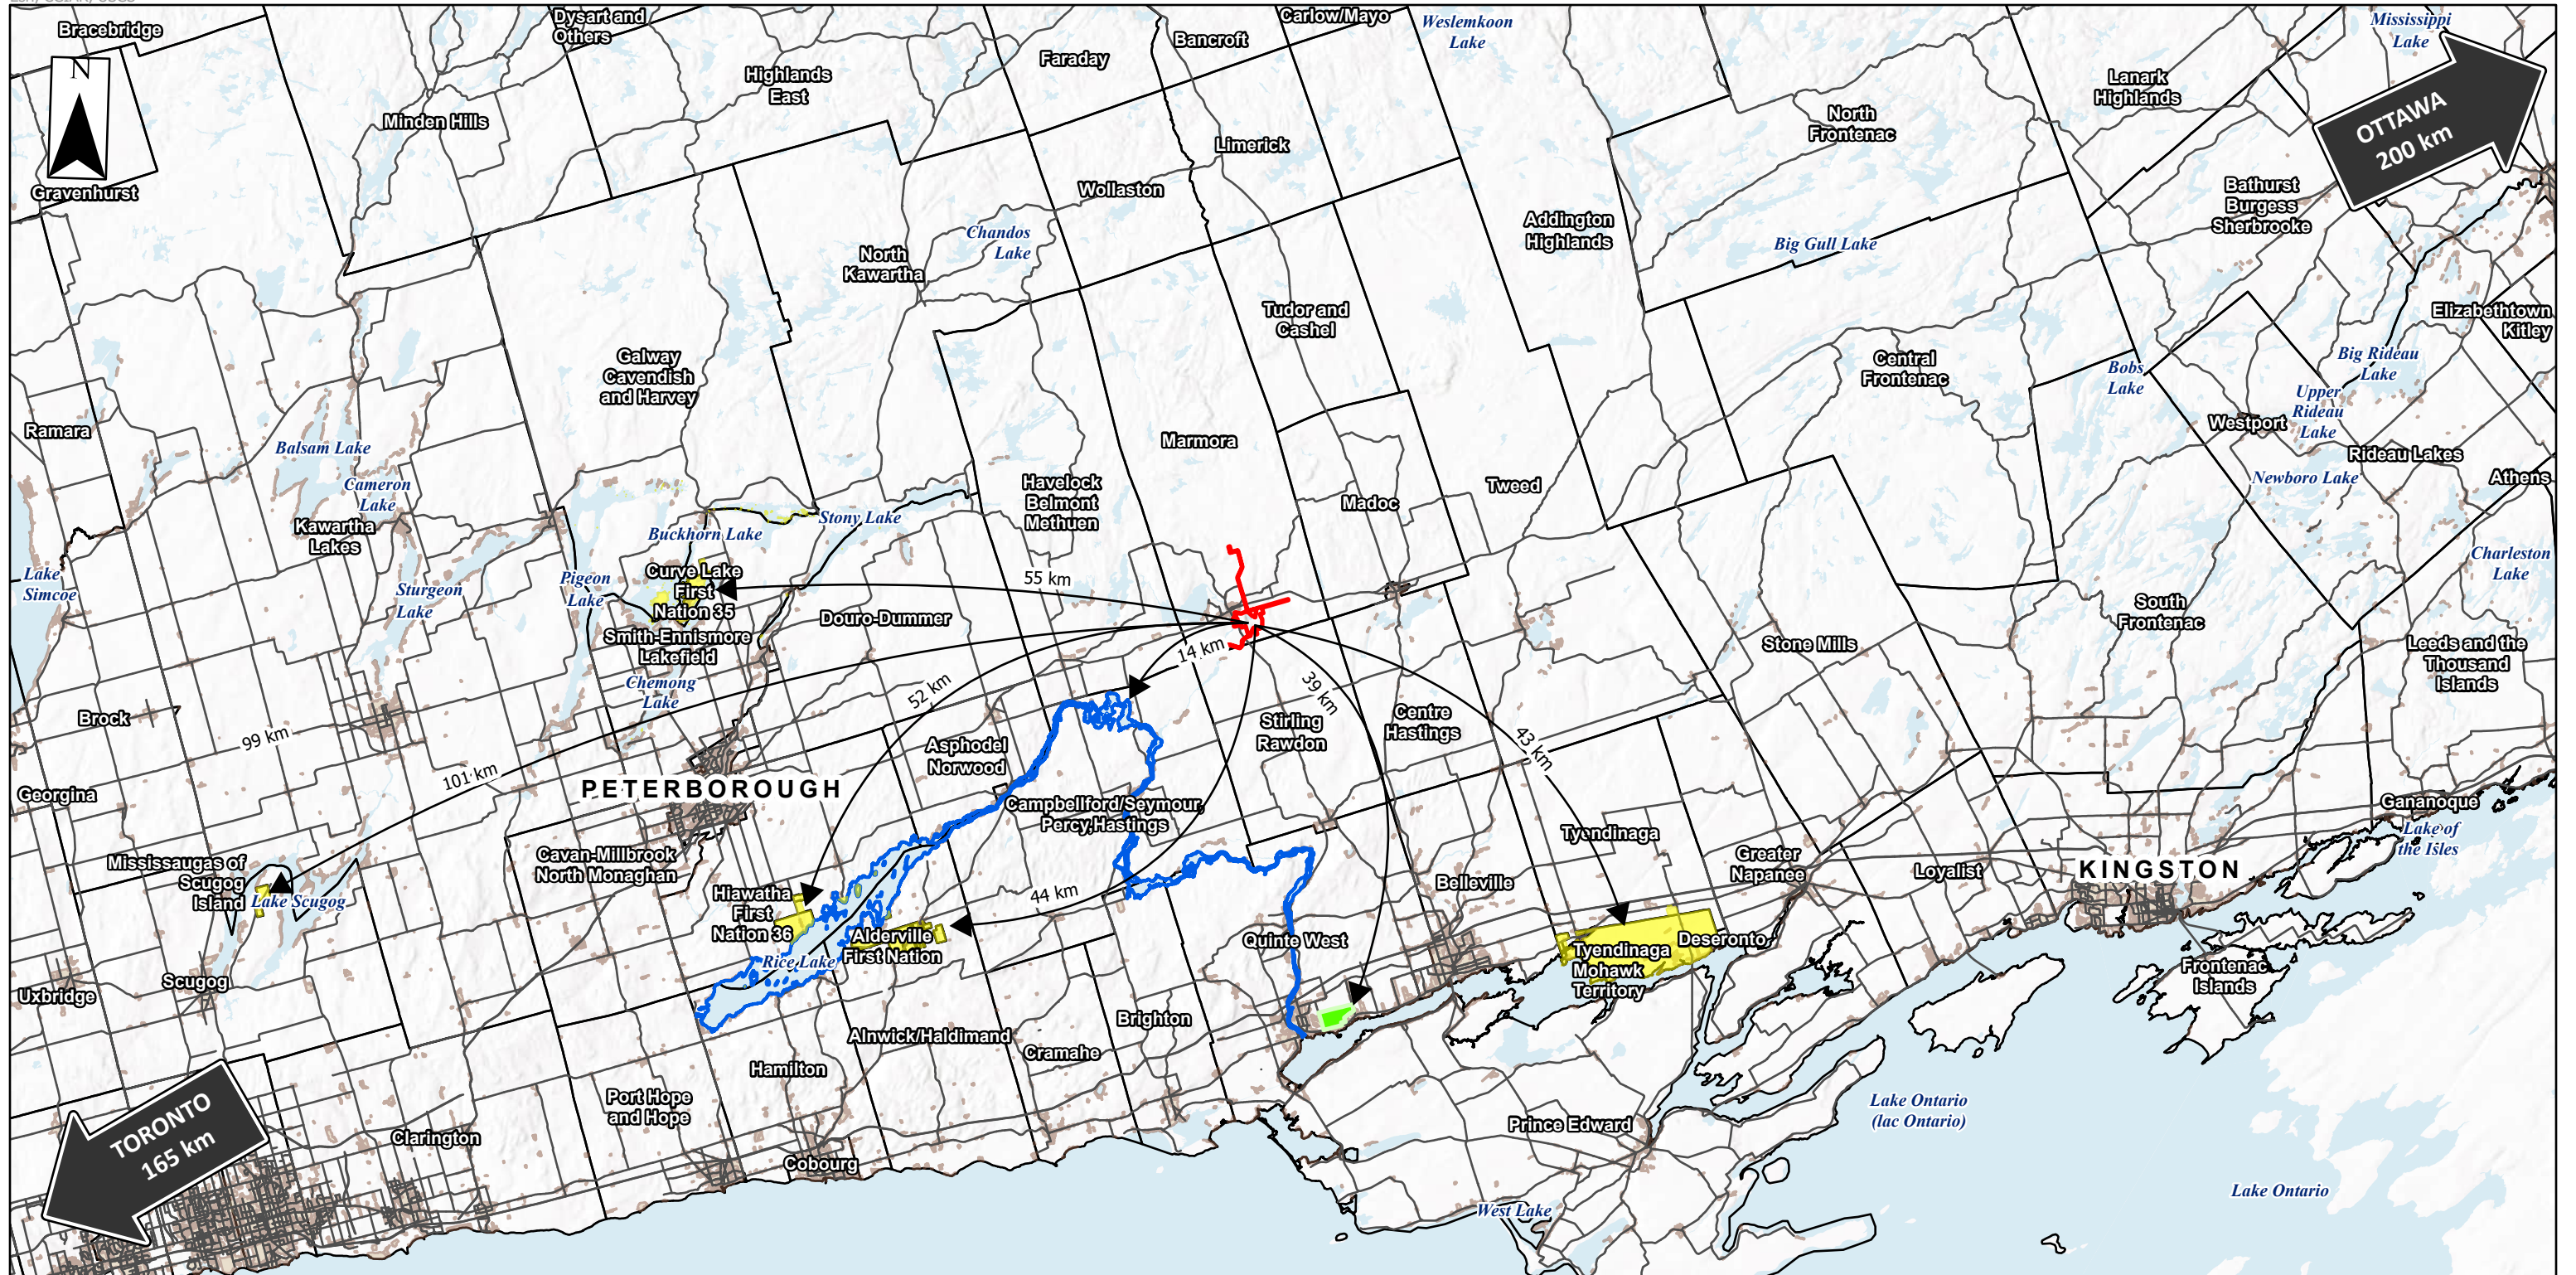 Bracebridge
Dysart and
Others
Carlow/Mayo
Weslemkoon
Lake
Mississippi
Lake
Bancroft
Faraday
N
Highlands
East
Lanark
Highlands
OTTAWA
200 km
Minden Hills
North
Frontenac
Limerick
Gravenhurst
Wollaston
Bathurst
Burgess
Sherbrooke
Addington
Highlands
Chandos
Lake
North
Kawartha
Big Gull Lake
Tudor and
Cashel
Elizabethtown
Kitley
Galway
Cavendish
and Harvey
Central
Frontenac
Bobs
Lake
Big Rideau
Lake
Upper
Rideau
Lake
Westport
Ramara
Balsam Lake
Marmora
Rideau Lakes
Cameron
Lake
Havelock
Belmont
Methuen
Madoc
Tweed
Newboro Lake
Athens
Kawartha
Lakes
Buckhorn Lake
Stony Lake
Lake
Simcoe
Sturgeon
Lake
Pigeon
Lake
Curve Lake
First
Nation 35
55 km
Charleston
Lake
Smith-Ennismore
Lakefield
Douro-Dummer
South
Frontenac
Stone Mills
Leeds and the
Thousand
Islands
14 km
Chemong
Lake
52 km
39 km
Brock
99 km
Stirling
Rawdon
Centre
Hastings
43 km
Asphodel
Norwood
101 km
PETERBOROUGH
Georgina
Campbellford/Seymour,
Percy,Hastings
Gananoque
Tyendinaga
Lake of
the Isles
Mississaugas of
Scugog
Island
Lake Scugog
Cavan-Millbrook
North Monaghan
Greater
Napanee
Loyalist
KINGSTON
Hiawatha
First
Nation 36
44 km
Belleville
Alderville
First Nation
Rice Lake
Quinte West
Tyendinaga
Mohawk
Territory
Deseronto
Scugog
Uxbridge
Frontenac
Islands
Alnwick/Haldimand
Brighton
Cramahe
Hamilton
Port Hope
and Hope
TORONTO
165 km
Clarington
Cobourg
Prince Edward
Lake Ontario
(lac Ontario)
West Lake
Lake Ontario